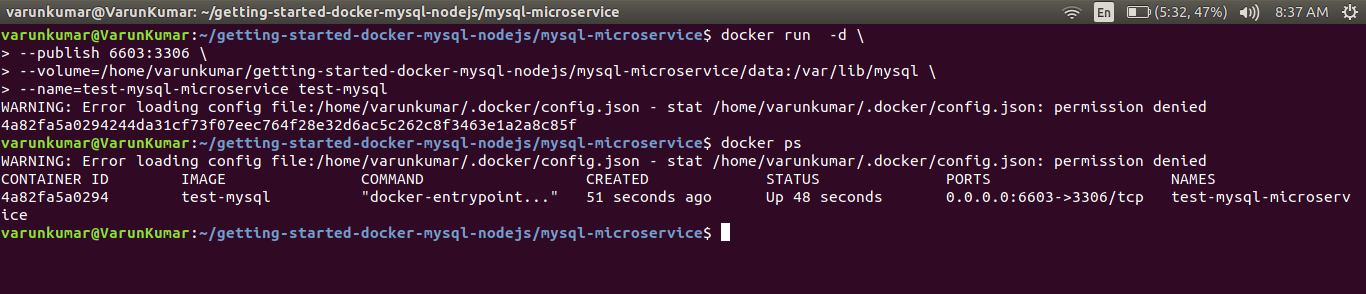 varunkumar@VarunKumar: ~/getting-started-docker-mysql-nodejs/mysql-microservice En (5:32, 47%) 8:37 AM
varunkumar@VarunKumar:~/getting-started-docker-mysql-nodejs/mysql-microservice$ docker run  -d \
> --publish 6603:3306 \
> --volume=/home/varunkumar/getting-started-docker-mysql-nodejs/mysql-microservice/data:/var/lib/mysql \
> --name=test-mysql-microservice test-mysql
WARNING: Error loading config file:/home/varunkumar/.docker/config.json - stat /home/varunkumar/.docker/config.json: permission denied
4a82fa5a0294244da31cf73f07eec764f28e32d6ac5c262c8f3463e1a2a8c85f
varunkumar@VarunKumar:~/getting-started-docker-mysql-nodejs/mysql-microservice$ docker ps
WARNING: Error loading config file:/home/varunkumar/.docker/config.json - stat /home/varunkumar/.docker/config.json: permission denied
CONTAINER ID        IMAGE               COMMAND                  CREATED             STATUS              PORTS                    NAMES
4a82fa5a0294        test-mysql          "docker-entrypoint..."   51 seconds ago      Up 48 seconds       0.0.0.0:6603->3306/tcp   test-mysql-microserv
ice
varunkumar@VarunKumar:~/getting-started-docker-mysql-nodejs/mysql-microservice$